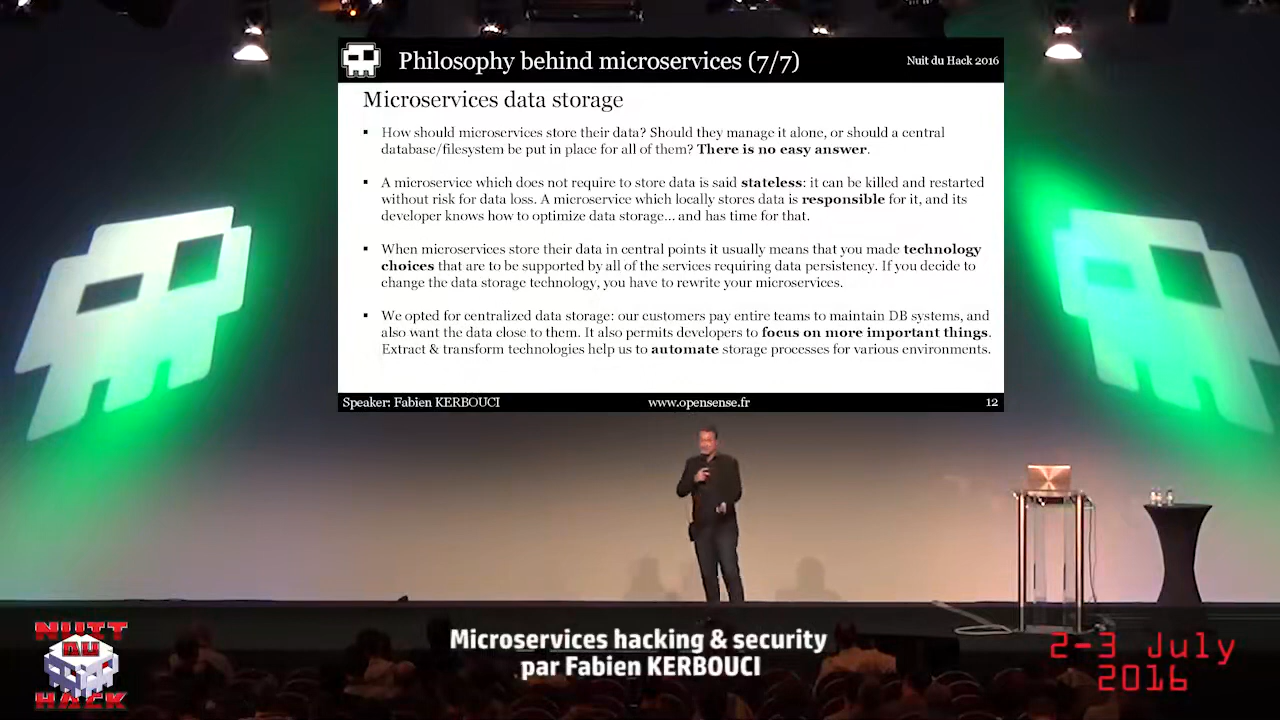 Philosophy behind microservices (7/7)
Nuit du Hack 2016
Microservices data storage
▪ How should microservices store their data? Should they manage it alone, or should a central
database/filesystem be put in place for all of them? There is no easy answer.
▪ A microservice which does not require to store data is said stateless: it can be killed and restarted
without risk for data loss. A microservice which locally stores data is responsible for it, and its
developer knows how to optimize data storage... and has time for that.
▪ When microservices store their data in central points it usually means that you made technology
choices that are to be supported by all of the services requiring data persistency. If you decide to
change the data storage technology, you have to rewrite your microservices.
▪ We opted for centralized data storage: our customers pay entire teams to maintain DB systems, and
also want the data close to them. It also permits developers to focus on more important things.
Extract & transform technologies help us to automate storage processes for various environments.
Speaker: Fabien KERBOUCI
www.opensense.fr
12
NUIT
DU
HACK
Microservices hacking & security
par Fabien KERBOUCI
2-3 July
2016